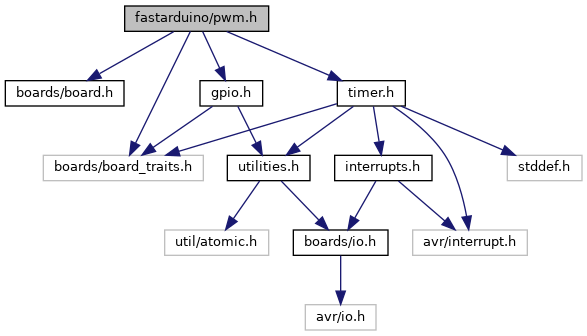 fastarduino/pwm.h
boards/board.h
gpio.h
timer.h
boards/board_traits.h
utilities.h
interrupts.h
stddef.h
util/atomic.h
boards/io.h
avr/interrupt.h
avr/io.h